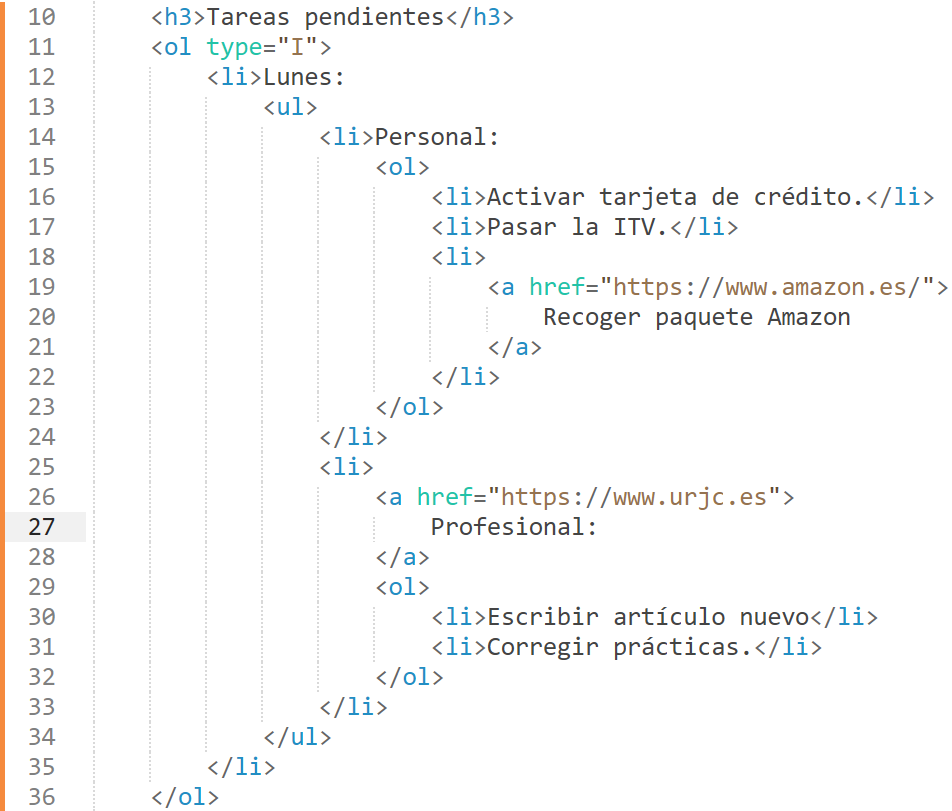 10 <h3>Tareas pendientes</h3>
11 <ol type="I">
12 <li>Lunes:
13 <ul>
14 <li>Personal:
15 <ol>
16 <li>Activar tarjeta de crédito.</li>
17 <li>Pasar la ITV.</li>
18 <li>
19 <a href="https://www.amazon.es/">
20 Recoger paquete Amazon
21 </a>
22 </li>
23 </ol>
24 </li>
25 <li>
26 <a href="https://www.urjc.es">
27 Profesional:
28 </a>
29 <ol>
30 <li>Escribir artículo nuevo</li>
31 <li>Corregir prácticas.</li>
32 </ol>
33 </li>
34 </ul>
35 </li>
36 </ol>